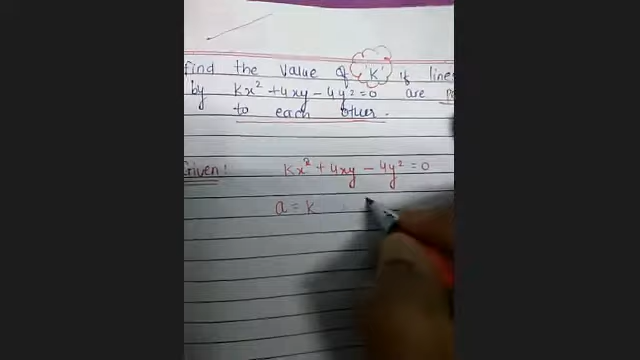 find the value of 'K' if lines
by kx² + 4xy - 4y² = 0 are
to each other.
Given: kx² + 4xy - 4y² = 0
a = k